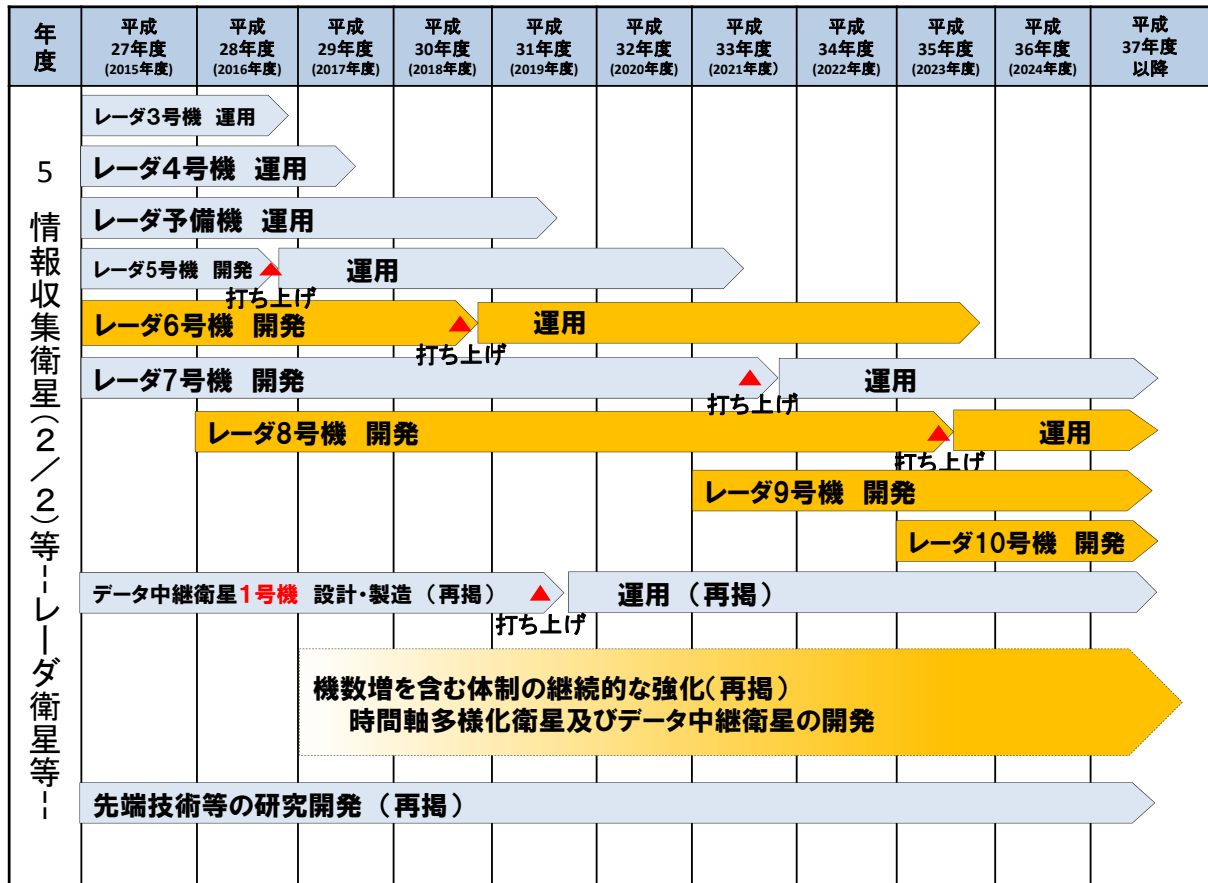 年度
平成27年度(2015年度)
平成28年度(2016年度)
平成29年度(2017年度)
平成30年度(2018年度)
平成31年度(2019年度)
平成32年度(2020年度)
平成33年度(2021年度)
平成34年度(2022年度)
平成35年度(2023年度)
平成36年度(2024年度)
平成37年度以降
5 情報収集衛星(2/2)等--レーダ衛星等--
レーダ3号機 運用
レーダ4号機 運用
レーダ予備機 運用
レーダ5号機 開発 運用
打ち上げ
レーダ6号機 開発 運用
打ち上げ
レーダ7号機 開発 運用
打ち上げ
レーダ8号機 開発 運用
打ち上げ
レーダ9号機 開発
レーダ10号機 開発
データ中継衛星1号機 設計・製造(再掲) 運用(再掲)
打ち上げ
機数増を含む体制の継続的な強化(再掲)
時間軸多様化衛星及びデータ中継衛星の開発
先端技術等の研究開発(再掲)